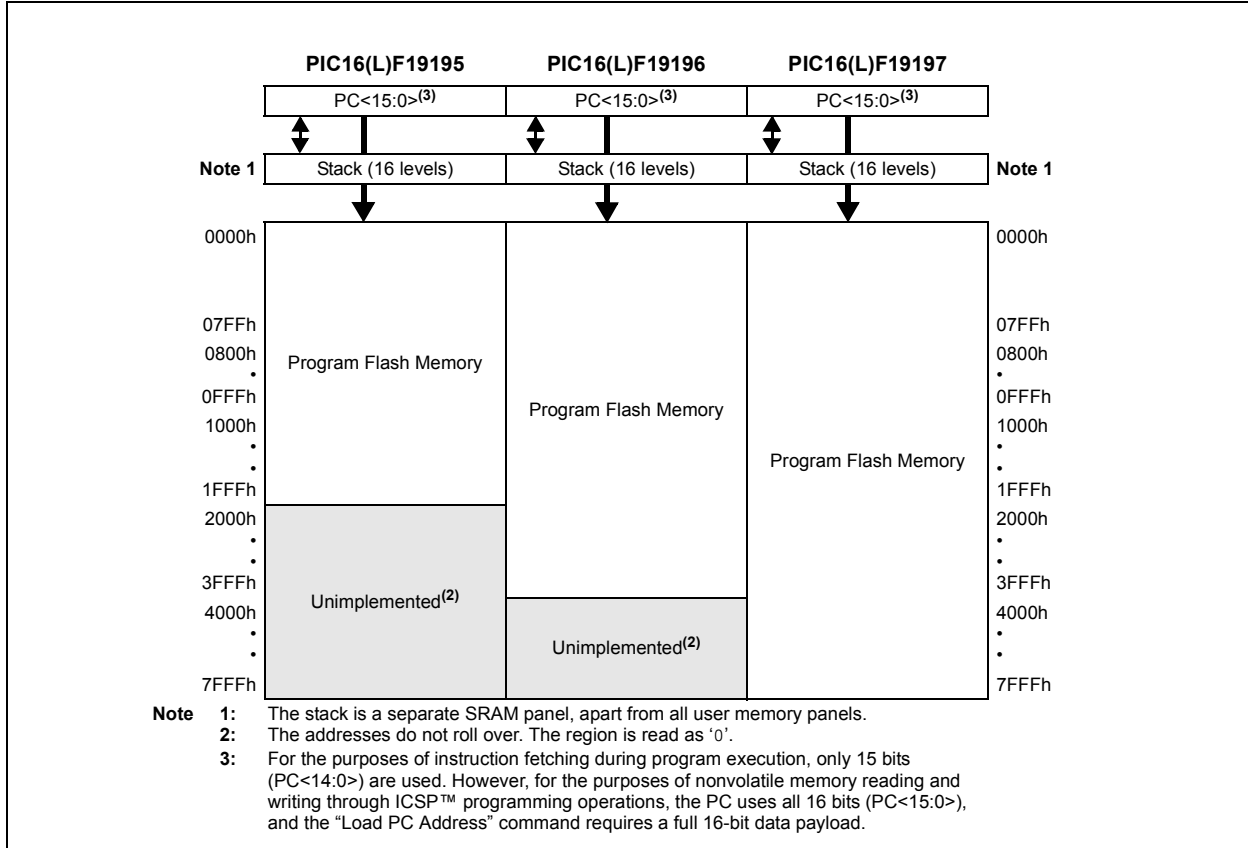 PIC16(L)F19195 PIC16(L)F19196 PIC16(L)F19197
PC<15:0>(3) PC<15:0>(3) PC<15:0>(3)
Note 1 Stack (16 levels) Stack (16 levels) Stack (16 levels) Note 1
0000h 0000h
07FFh 07FFh
0800h Program Flash Memory 0800h
•
•
0FFFh Program Flash Memory 0FFFh
1000h 1000h
• •
• Program Flash Memory •
1FFFh 1FFFh
2000h 2000h
• •
• •
3FFFh Unimplemented(2) 3FFFh
4000h 4000h
• •
• Unimplemented(2) •
7FFFh 7FFFh
Note 1: The stack is a separate SRAM panel, apart from all user memory panels.
2: The addresses do not roll over. The region is read as ‘0’.
3: For the purposes of instruction fetching during program execution, only 15 bits
(PC<14:0>) are used. However, for the purposes of nonvolatile memory reading and
writing through ICSP™ programming operations, the PC uses all 16 bits (PC<15:0>),
and the “Load PC Address” command requires a full 16-bit data payload.